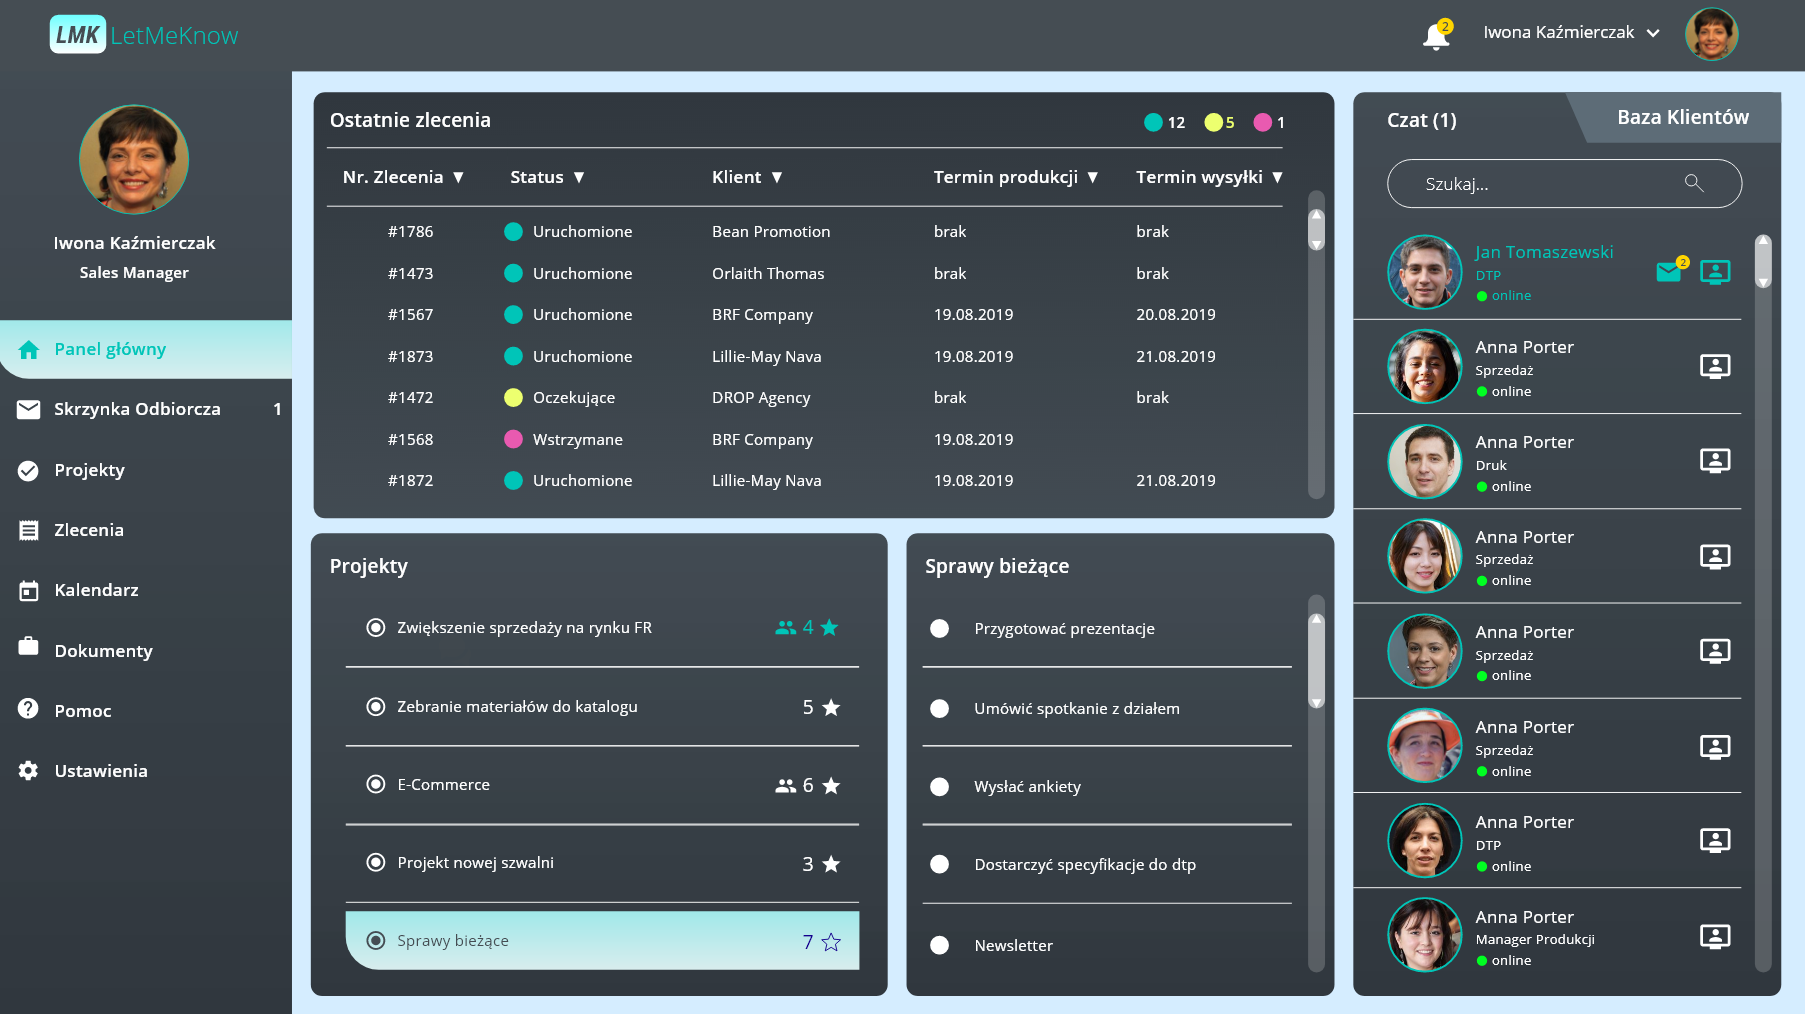 LMK LetMeKnow
2
Iwona Kaźmierczak
Iwona Kaźmierczak
Sales Manager
Panel główny
Skrzynka Odbiorcza 1
Projekty
Zlecenia
Kalendarz
Dokumenty
Pomoc
Ustawienia
Ostatnie zlecenia 12 5 1
Nr. Zlecenia ▼ Status ▼ Klient ▼ Termin produkcji ▼ Termin wysyłki ▼
#1786 Uruchomione Bean Promotion brak brak
#1473 Uruchomione Orlaith Thomas brak brak
#1567 Uruchomione BRF Company 19.08.2019 20.08.2019
#1873 Uruchomione Lillie-May Nava 19.08.2019 21.08.2019
#1472 Oczekujące DROP Agency brak brak
#1568 Wstrzymane BRF Company 19.08.2019
#1872 Uruchomione Lillie-May Nava 19.08.2019 21.08.2019
Projekty
Zwiększenie sprzedaży na rynku FR 4
Zebranie materiałów do katalogu 5
E-Commerce 6
Projekt nowej szwalni 3
Sprawy bieżące 7
Sprawy bieżące
Przygotować prezentacje
Umówić spotkanie z działem
Wysłać ankiety
Dostarczyć specyfikacje do dtp
Newsletter
Czat (1) Baza Klientów
Szukaj...
Jan Tomaszewski
DTP
online
2
Anna Porter
Sprzedaż
online
Anna Porter
Druk
online
Anna Porter
Sprzedaż
online
Anna Porter
Sprzedaż
online
Anna Porter
Sprzedaż
online
Anna Porter
DTP
online
Anna Porter
Manager Produkcji
online